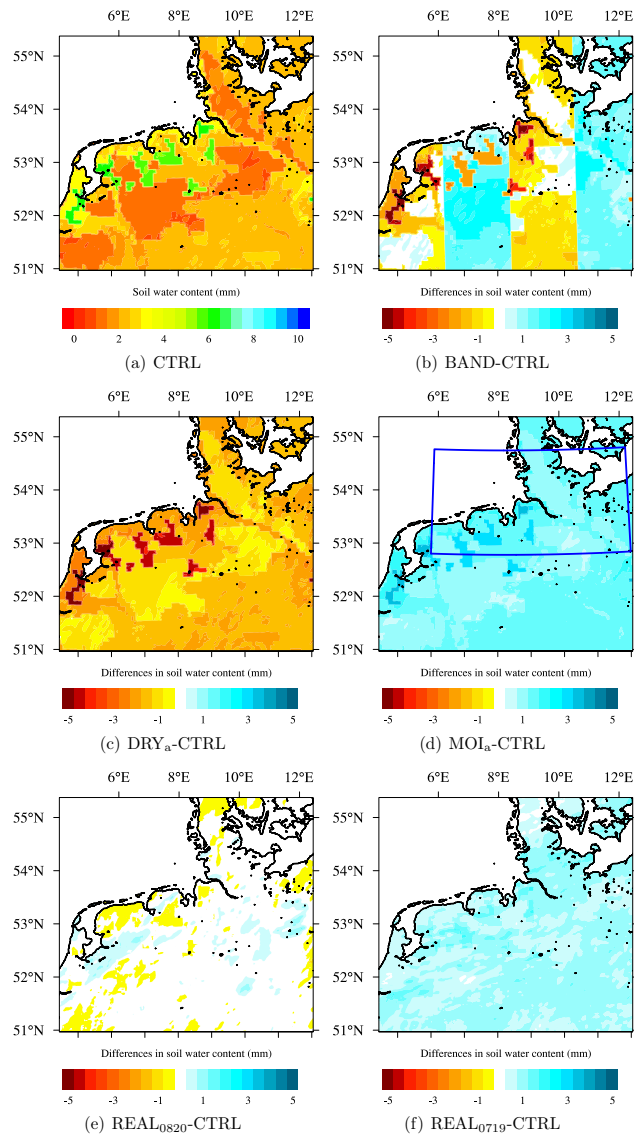 6°E 8°E 10°E 12°E 6°E 8°E 10°E 12°E
55°N 55°N
54°N 54°N
53°N 53°N
52°N 52°N
51°N 51°N
Soil water content (mm) Differences in soil water content (mm)
0 2 4 6 8 10 -5 -3 -1 1 3 5
(a) CTRL (b) BAND-CTRL
6°E 8°E 10°E 12°E 6°E 8°E 10°E 12°E
55°N 55°N
54°N 54°N
53°N 53°N
52°N 52°N
51°N 51°N
Differences in soil water content (mm) Differences in soil water content (mm)
-5 -3 -1 1 3 5 -5 -3 -1 1 3 5
(c) DRYₐ-CTRL (d) MOIₐ-CTRL
6°E 8°E 10°E 12°E 6°E 8°E 10°E 12°E
55°N 55°N
54°N 54°N
53°N 53°N
52°N 52°N
51°N 51°N
Differences in soil water content (mm) Differences in soil water content (mm)
-5 -3 -1 1 3 5 -5 -3 -1 1 3 5
(e) REAL₀₈₂₀-CTRL (f) REAL₀₇₁₉-CTRL